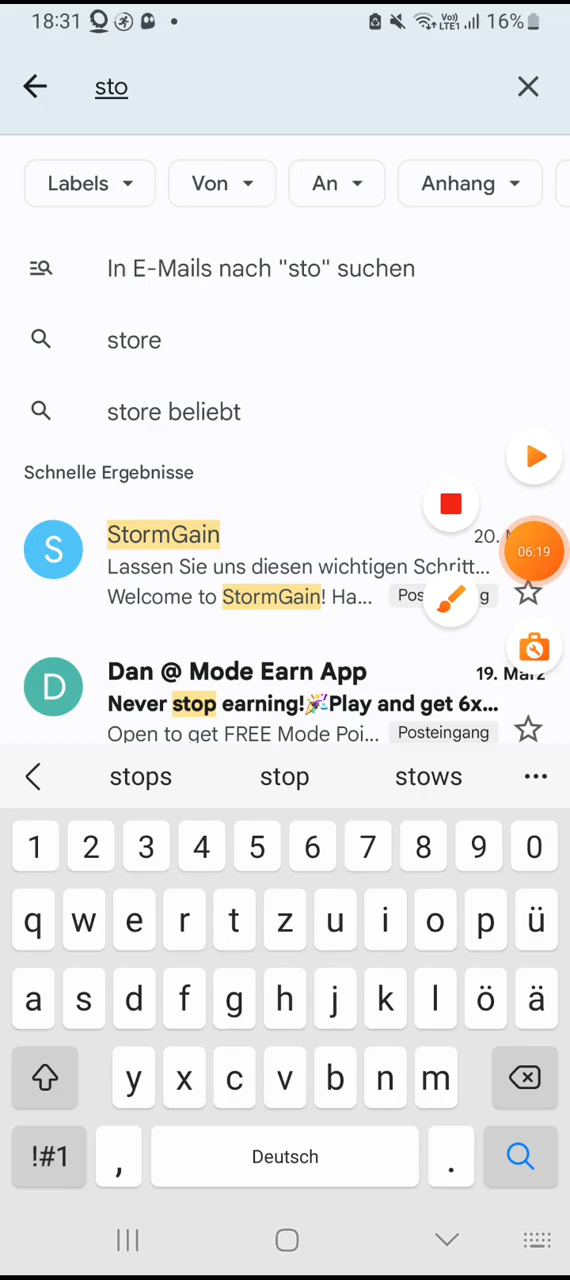 18:31
Vo))
LTE1
16%
sto
Labels
Von
An
Anhang
In E-Mails nach "sto" suchen
store
store beliebt
Schnelle Ergebnisse
S
StormGain
20.
Lassen Sie uns diesen wichtigen Schritt...
06:19
Welcome to StormGain! Ha...
D
Dan @ Mode Earn App
19. März
Never stop earning!🎉Play and get 6x...
Open to get FREE Mode Poi...
Posteingang
stops stop stows
1 2 3 4 5 6 7 8 9 0
q w e r t z u i o p ü
a s d f g h j k l ö ä
y x c v b n m
!#1 , Deutsch .